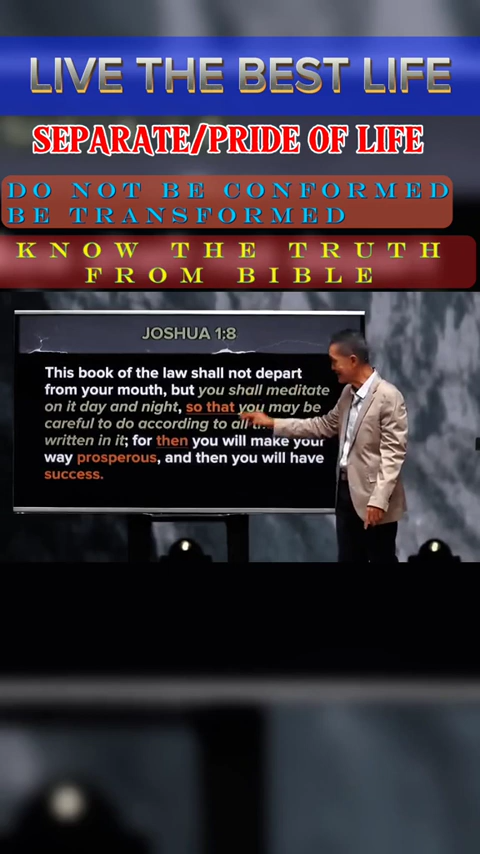 LIVE THE BEST LIFE
SEPARATE/PRIDE OF LIFE
DO NOT BE CONFORMED
BE TRANSFORMED
KNOW THE TRUTH
FROM BIBLE
JOSHUA 1:8
This book of the law shall not depart
from your mouth, but you shall meditate
on it day and night, so that you may be
careful to do according to all
written in it; for then you will make your
way prosperous, and then you will have
success.